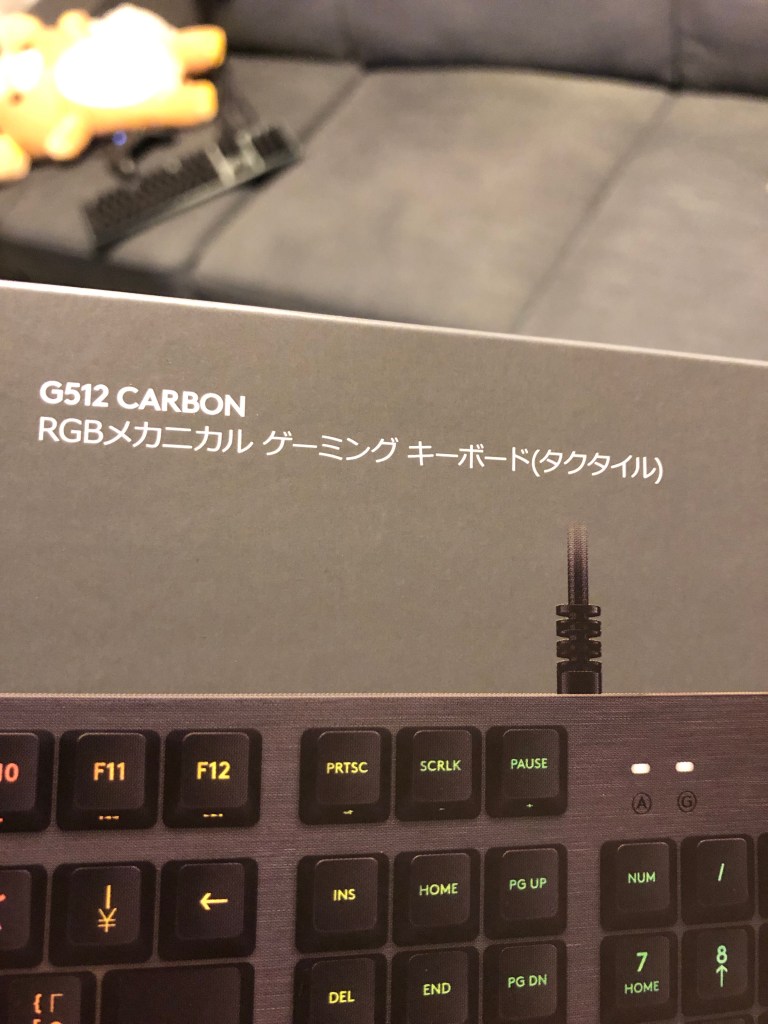 G512 CARBON
RGBメカニカル ゲーミング キーボード(タクタイル)
F11 F12 PRTSC SCRLK PAUSE
A G
| ¥ ← INS HOME PG UP NUM /
{ 「 DEL END PG DN 7 HOME 8 ↑